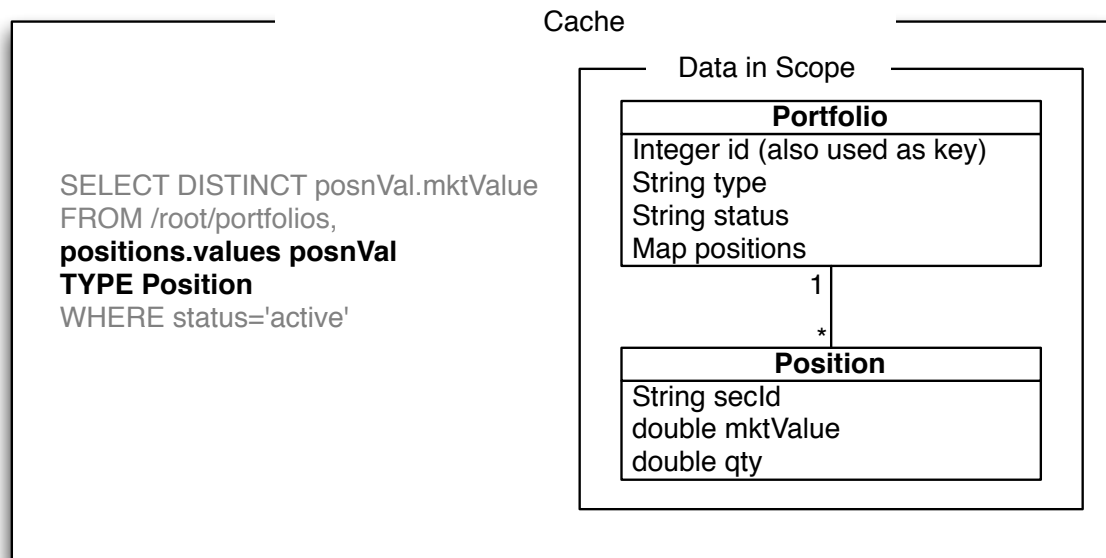 Cache
Data in Scope
SELECT DISTINCT posnVal.mktValue
FROM /root/portfolios,
positions.values posnVal
TYPE Position
WHERE status='active'
Portfolio
Integer id (also used as key)
String type
String status
Map positions
1
*
Position
String secId
double mktValue
double qty